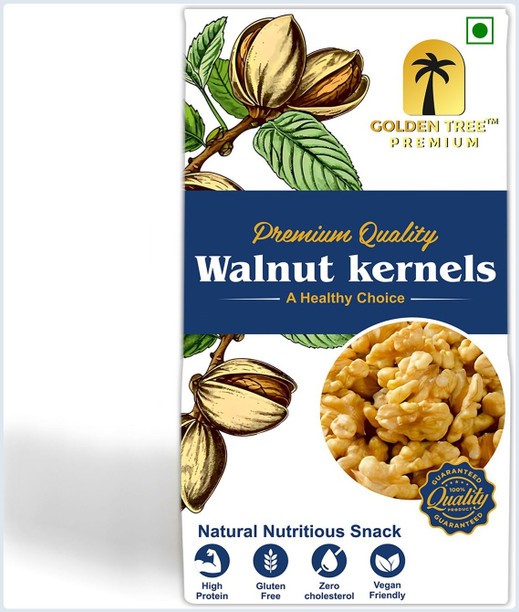 GOLDEN TREE™
PREMIUM
Premium Quality
Walnut kernels
A Healthy Choice
GUARANTEED
100%
Quality
PRODUCT
GUARANTEED
Natural Nutritious Snack
High
Protein
Gluten
Free
Zero
cholesterol
Vegan
Friendly